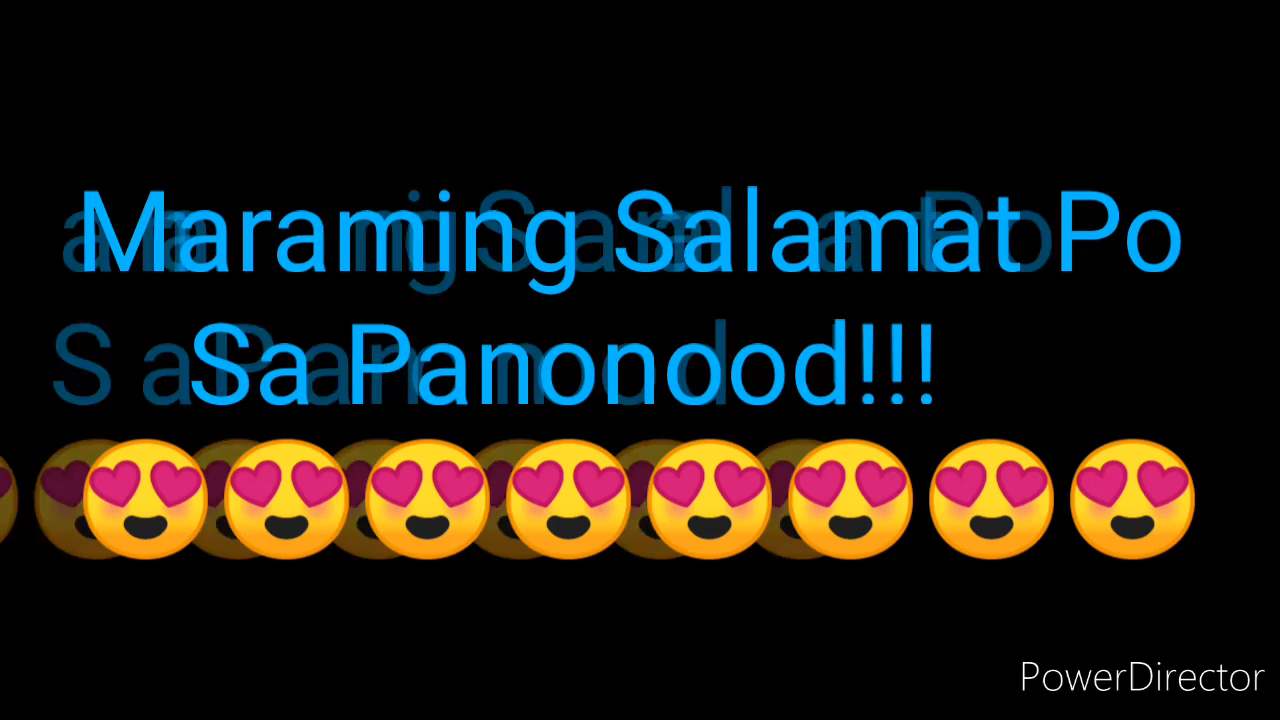 Maraming Salamat Po
Sa Panonood!!!
😍😍😍😍😍😍😍😍
PowerDirector